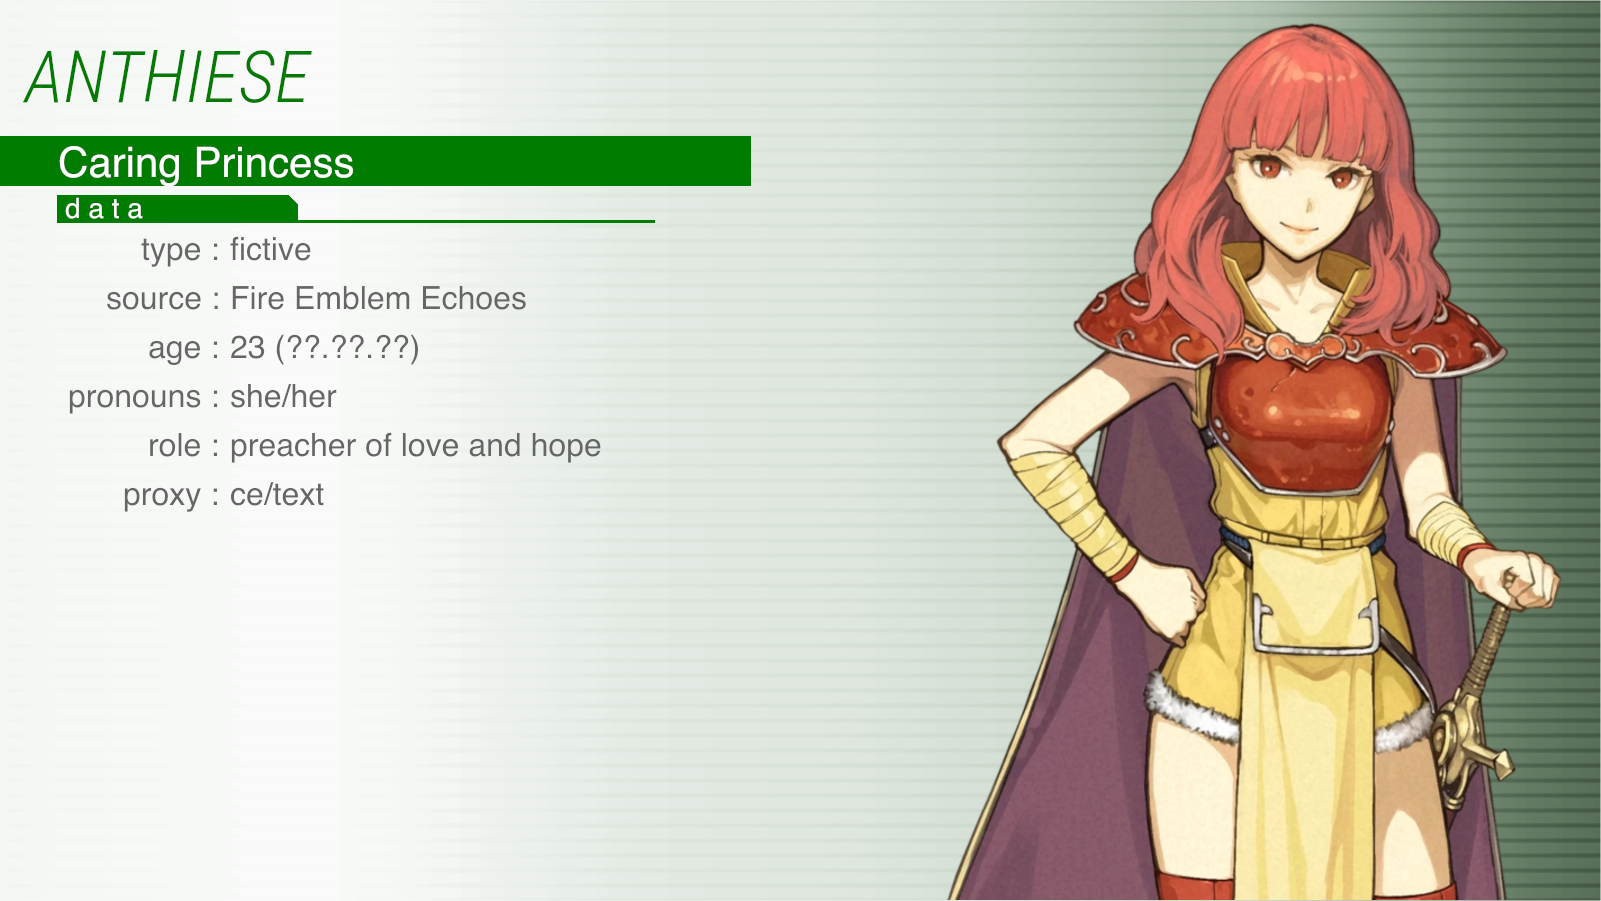 ANTHIESE
Caring Princess
data
type : fictive
source : Fire Emblem Echoes
age : 23 (??.??.??)
pronouns : she/her
role : preacher of love and hope
proxy : ce/text